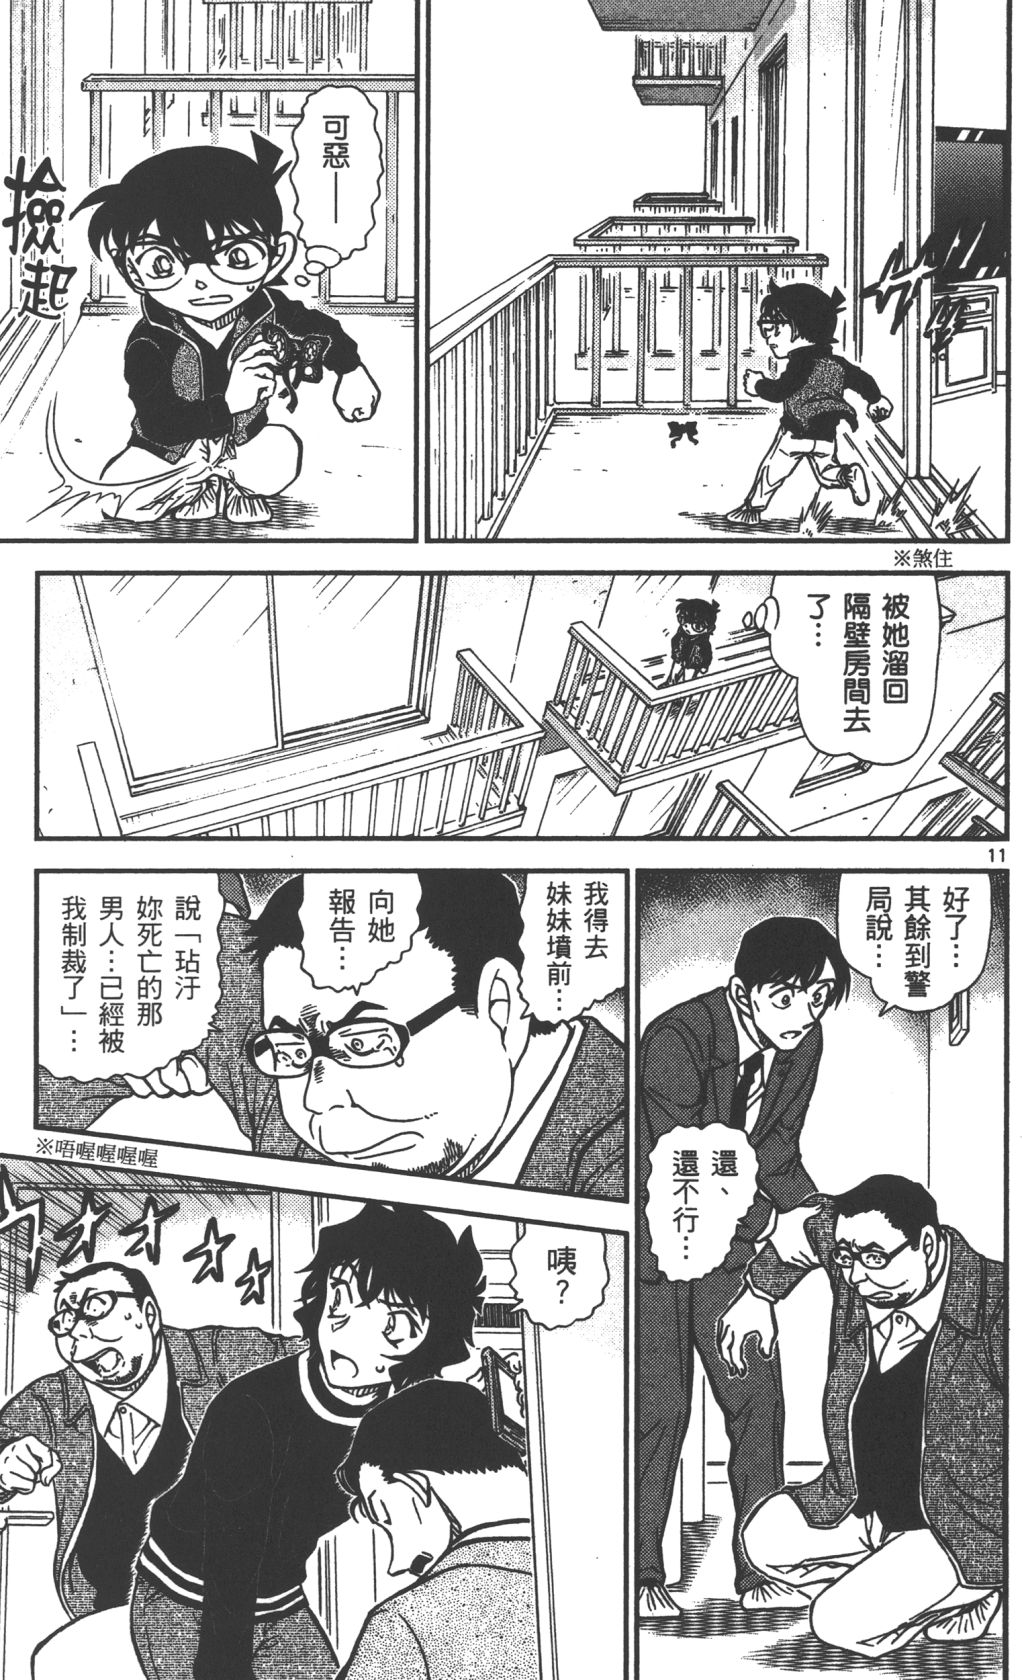 ※煞住
可惡——
撿起
被她溜回
隔壁房間去
了…
11
好了…
其餘到警
局說…
還、
還不行…
我得去
妹妹墳前…
向她
報告…
說「玷汙
妳死亡的那
男人…已經被
我制裁了」…
※唔喔喔喔喔
咦？